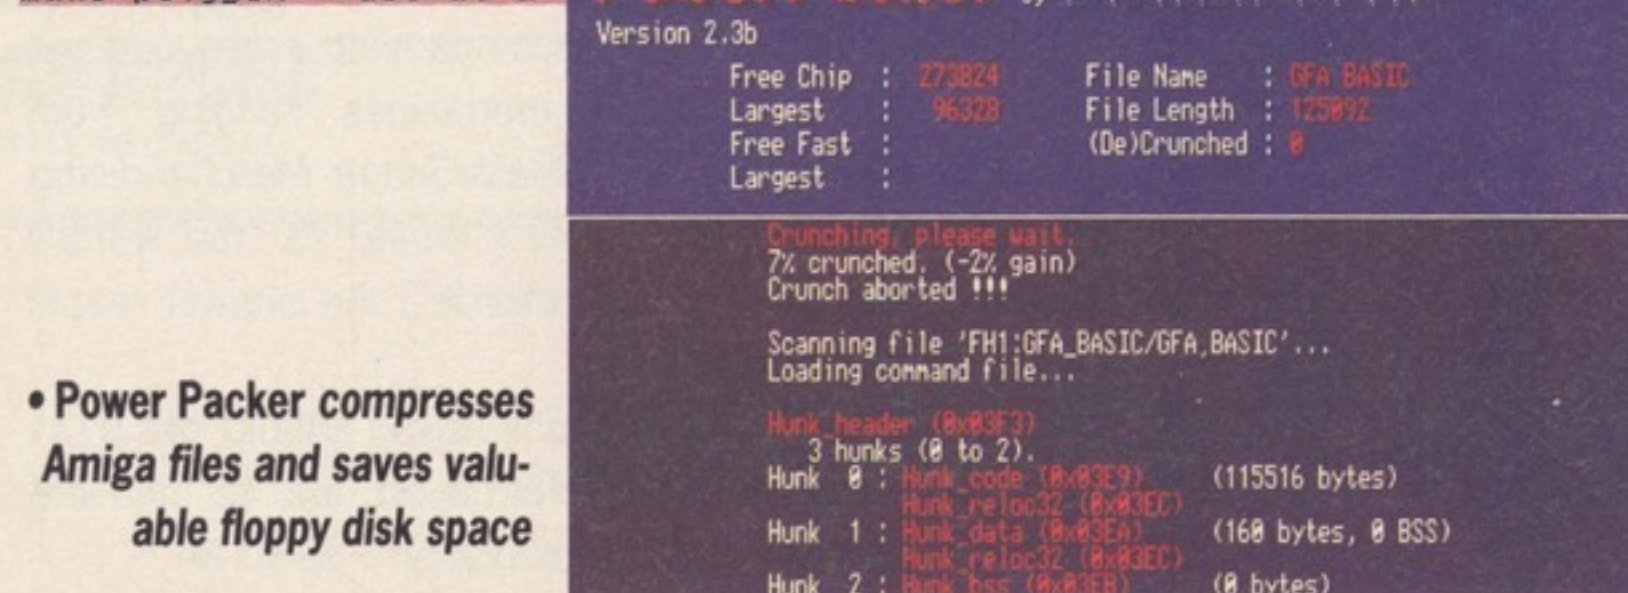 Version 2.3b
Free Chip : 273824 File Name : GFA BASIC
Largest : 96328 File Length : 125092
Free Fast : (De)Crunched : 0
Largest :
Crunching, please wait.
7% crunched. (-2% gain)
Crunch aborted !!!
Scanning file 'FH1:GFA_BASIC/GFA.BASIC'...
Loading command file...
Hunk_header (0x03F3)
3 hunks (0 to 2).
Hunk 0 : Hunk_code (0x03E9) (115516 bytes)
Hunk_reloc32 (0x03EC)
Hunk 1 : Hunk_data (0x03EA) (160 bytes, 0 BSS)
Hunk_reloc32 (0x03EC)
Hunk 2 : Hunk_bss (0x03EB) (0 bytes)
• Power Packer compresses
Amiga files and saves valu-
able floppy disk space